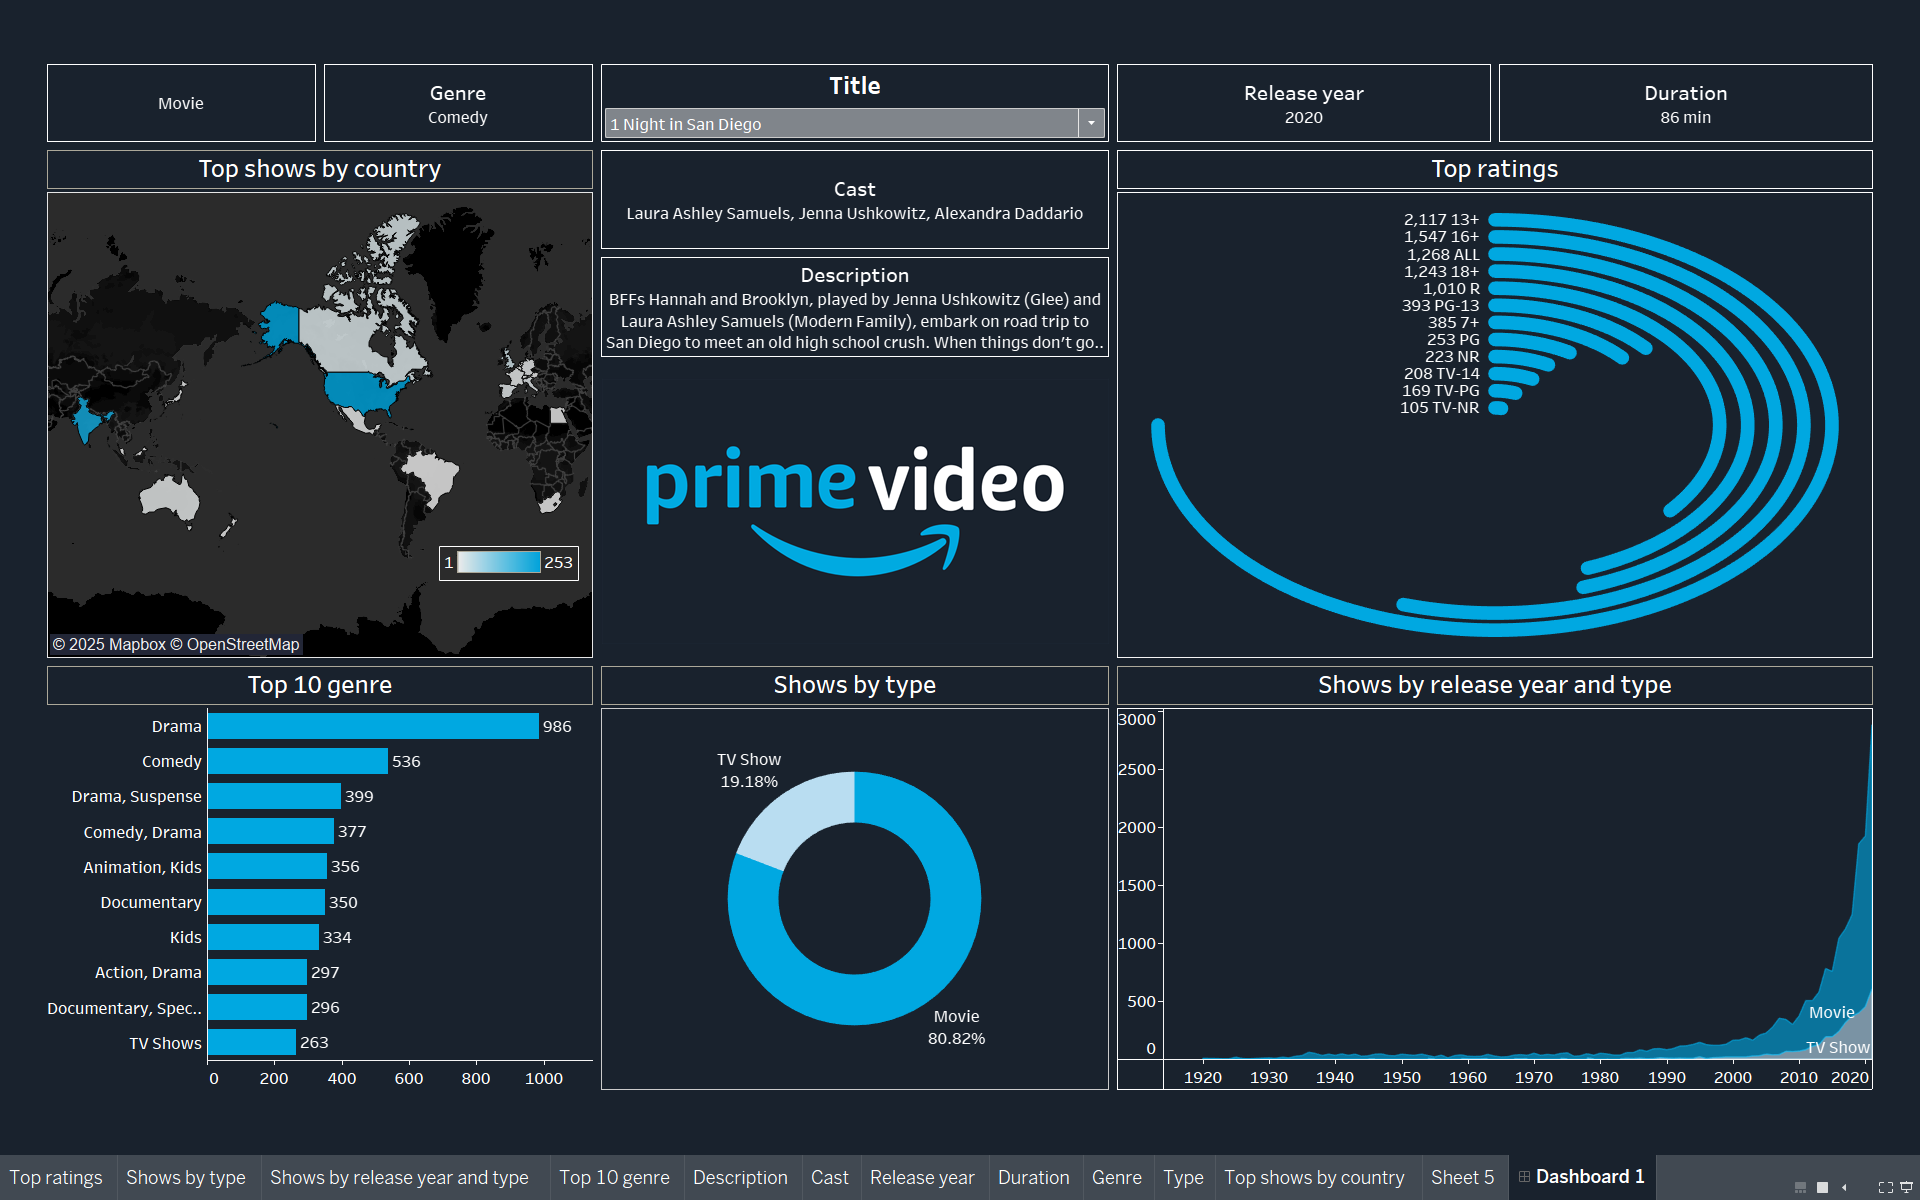 Movie
Genre
Comedy
Title
1 Night in San Diego
Release year
2020
Duration
86 min
Top shows by country
1
253
© 2025 Mapbox © OpenStreetMap
Cast
Laura Ashley Samuels, Jenna Ushkowitz, Alexandra Daddario
Description
BFFs Hannah and Brooklyn, played by Jenna Ushkowitz (Glee) and
Laura Ashley Samuels (Modern Family), embark on road trip to
San Diego to meet an old high school crush. When things don’t go..
prime video
Top ratings
2,117 13+
1,547 16+
1,268 ALL
1,243 18+
1,010 R
393 PG-13
385 7+
253 PG
223 NR
208 TV-14
169 TV-PG
105 TV-NR
Top 10 genre
Drama 986
Comedy 536
Drama, Suspense 399
Comedy, Drama 377
Animation, Kids 356
Documentary 350
Kids 334
Action, Drama 297
Documentary, Spec.. 296
TV Shows 263
0 200 400 600 800 1000
Shows by type
TV Show
19.18%
Movie
80.82%
Shows by release year and type
3000
2500
2000
1500
1000
500
0
Movie
TV Show
1920 1930 1940 1950 1960 1970 1980 1990 2000 2010 2020
Top ratings Shows by type Shows by release year and type Top 10 genre Description Cast Release year Duration Genre Type Top shows by country Sheet 5 Dashboard 1